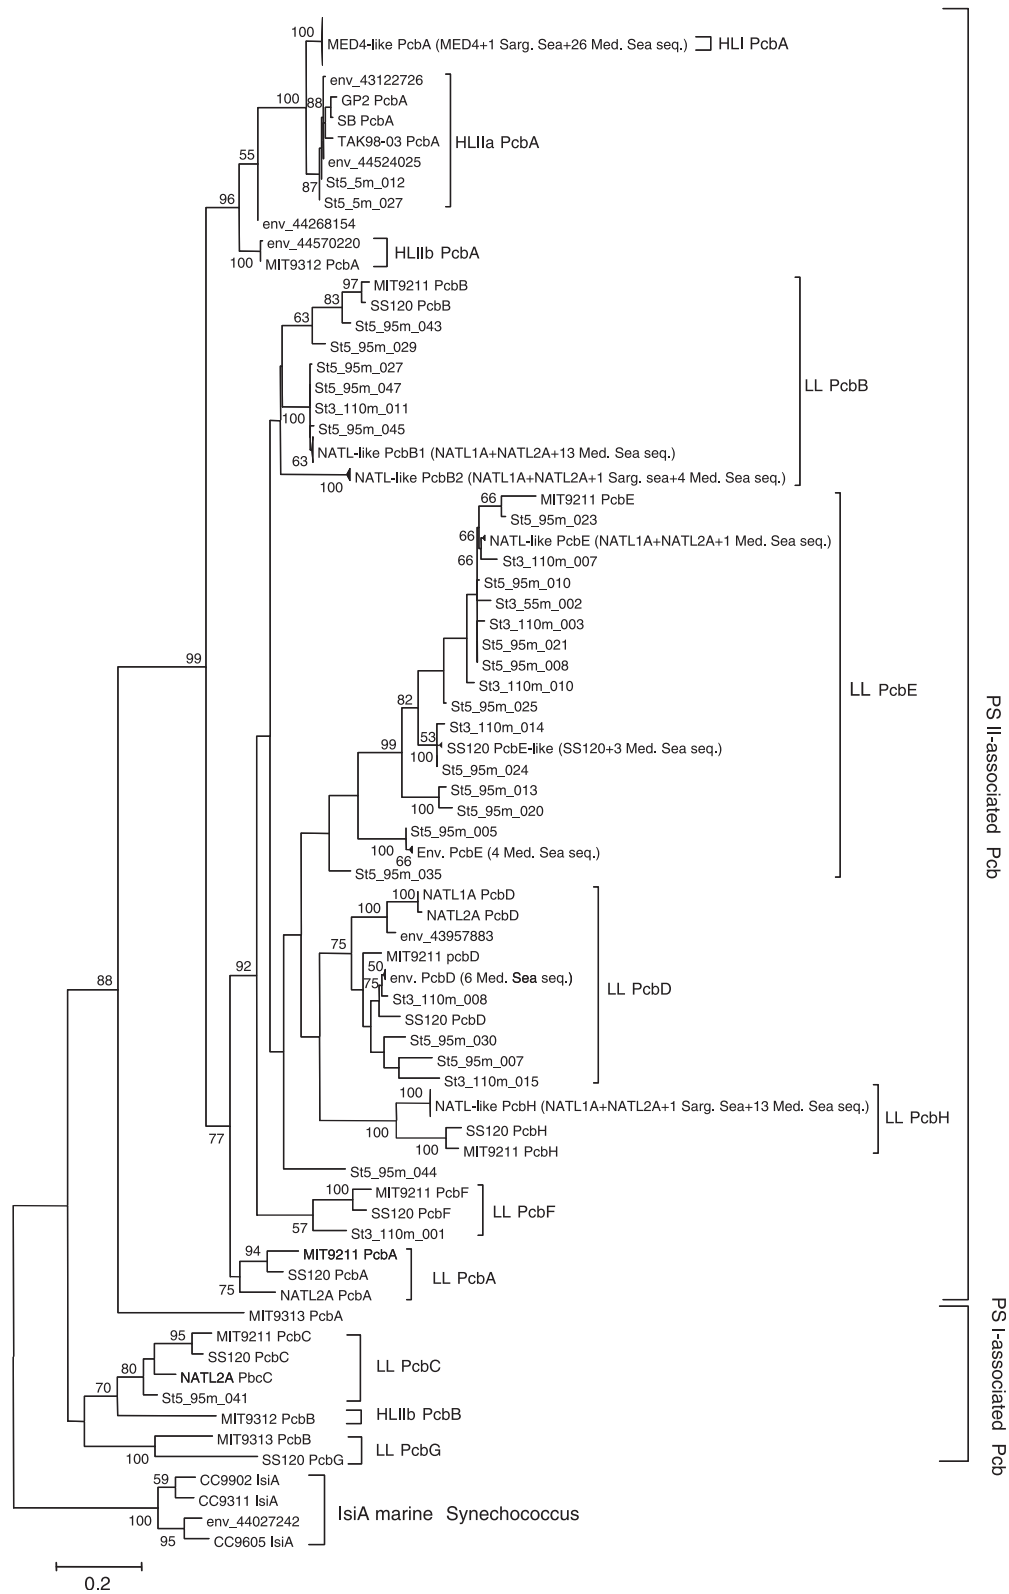 100
MED4-like PcbA (MED4+1 Sarg. Sea+26 Med. Sea seq.)
HLI PcbA
env_43122726
100
88
GP2 PcbA
SB PcbA
TAK98-03 PcbA
HLIIa PcbA
55
env_44524025
87
St5_5m_012
St5_5m_027
96
env_44268154
env_44570220
HLIIb PcbA
100
MIT9312 PcbA
97
MIT9211 PcbB
83
SS120 PcbB
63
St5_95m_043
St5_95m_029
St5_95m_027
St5_95m_047
LL PcbB
St3_110m_011
100
St5_95m_045
63
NATL-like PcbB1 (NATL1A+NATL2A+13 Med. Sea seq.)
100
NATL-like PcbB2 (NATL1A+NATL2A+1 Sarg. sea+4 Med. Sea seq.)
66
MIT9211 PcbE
St5_95m_023
66
NATL-like PcbE (NATL1A+NATL2A+1 Med. Sea seq.)
66
St3_110m_007
St5_95m_010
St3_55m_002
St3_110m_003
St5_95m_021
99
St5_95m_008
St3_110m_010
LL PcbE
82
St5_95m_025
St3_110m_014
99
53
SS120 PcbE-like (SS120+3 Med. Sea seq.)
100
St5_95m_024
St5_95m_013
100
St5_95m_020
St5_95m_005
100
66
Env. PcbE (4 Med. Sea seq.)
St5_95m_035
PS II-associated Pcb
100
NATL1A PcbD
100
NATL2A PcbD
env_43957883
75
MIT9211 pcbD
50
env. PcbD (6 Med. Sea seq.)
75
88
92
St3_110m_008
LL PcbD
SS120 PcbD
St5_95m_030
St5_95m_007
St3_110m_015
100
NATL-like PcbH (NATL1A+NATL2A+1 Sarg. Sea+13 Med. Sea seq.)
LL PcbH
100
SS120 PcbH
77
100
MIT9211 PcbH
St5_95m_044
100
MIT9211 PcbF
SS120 PcbF
LL PcbF
57
St3_110m_001
94
MIT9211 PcbA
SS120 PcbA
LL PcbA
75
NATL2A PcbA
MIT9313 PcbA
PS I-associated Pcb
95
MIT9211 PcbC
SS120 PcbC
LL PcbC
80
NATL2A PbcC
70
St5_95m_041
MIT9312 PcbB
HLIIb PcbB
MIT9313 PcbB
LL PcbG
100
SS120 PcbG
59
CC9902 IsiA
CC9311 IsiA
IsiA marine Synechococcus
100
env_44027242
95
CC9605 IsiA
0.2